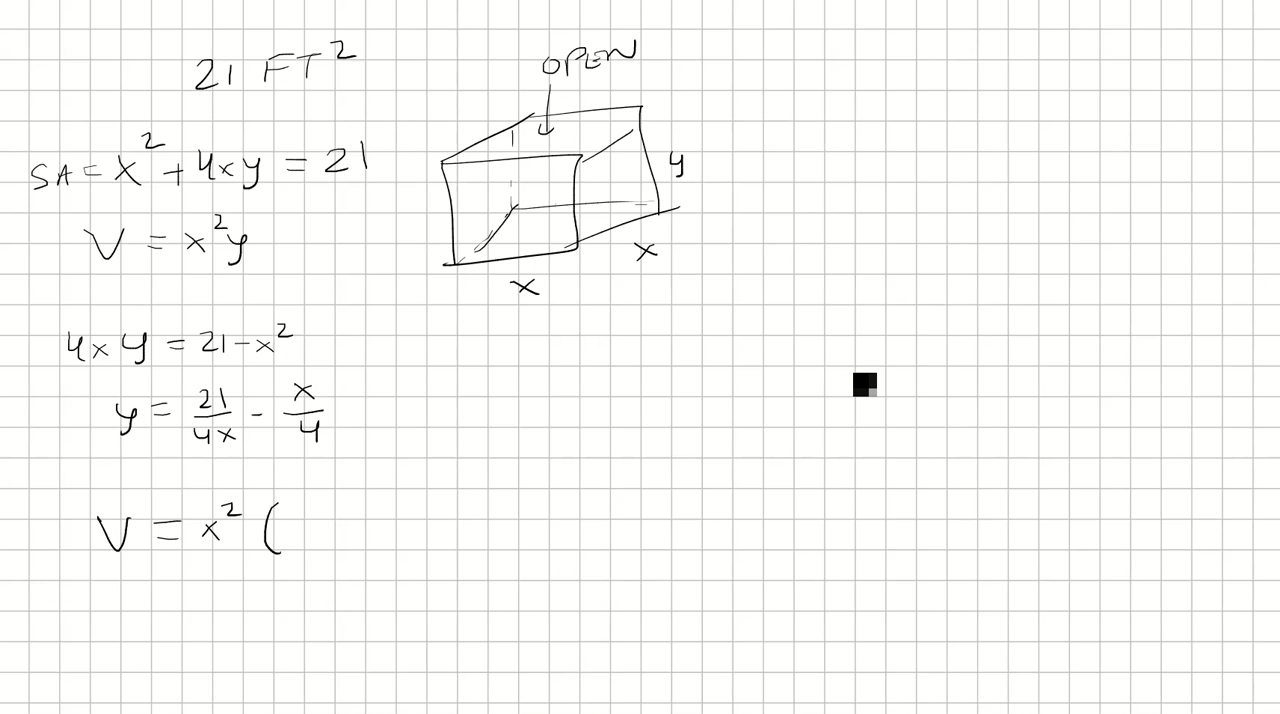 21 FT²
OPEN
SA = x² + 4xy = 21
y
V = x²y
x
x
4xy = 21 - x²
y = 21/4x - x/4
V = x² (